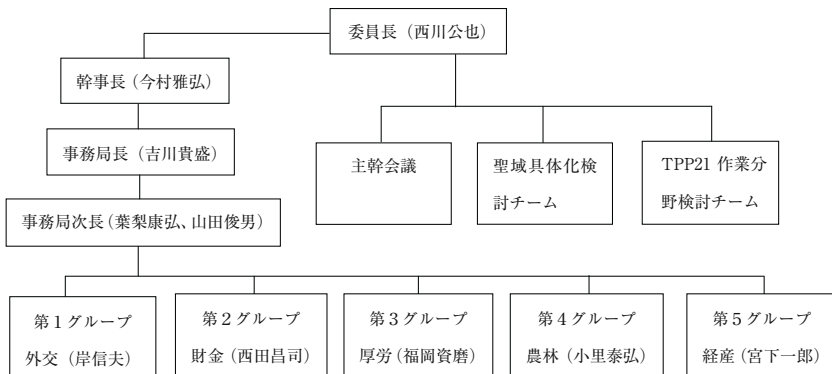 委員長（西川公也）
幹事長（今村雅弘）
事務局長（吉川貴盛）
事務局次長（葉梨康弘、山田俊男）
主幹会議
聖域具体化検
討チーム
TPP21 作業分
野検討チーム
第１グループ
外交（岸信夫）
第２グループ
財金（西田昌司）
第３グループ
厚労（福岡資麿）
第４グループ
農林（小里泰弘）
第５グループ
経産（宮下一郎）